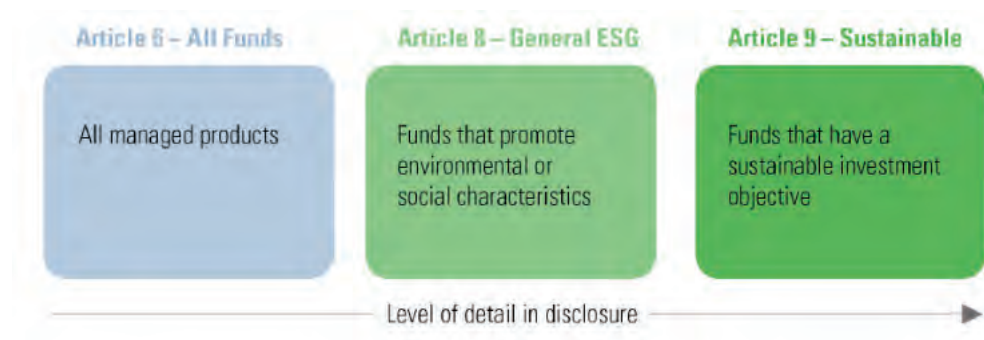 Article 6 – All Funds
Article 8 – General ESG
Article 9 – Sustainable
All managed products
Funds that promote
environmental or
social characteristics
Funds that have a
sustainable investment
objective
Level of detail in disclosure